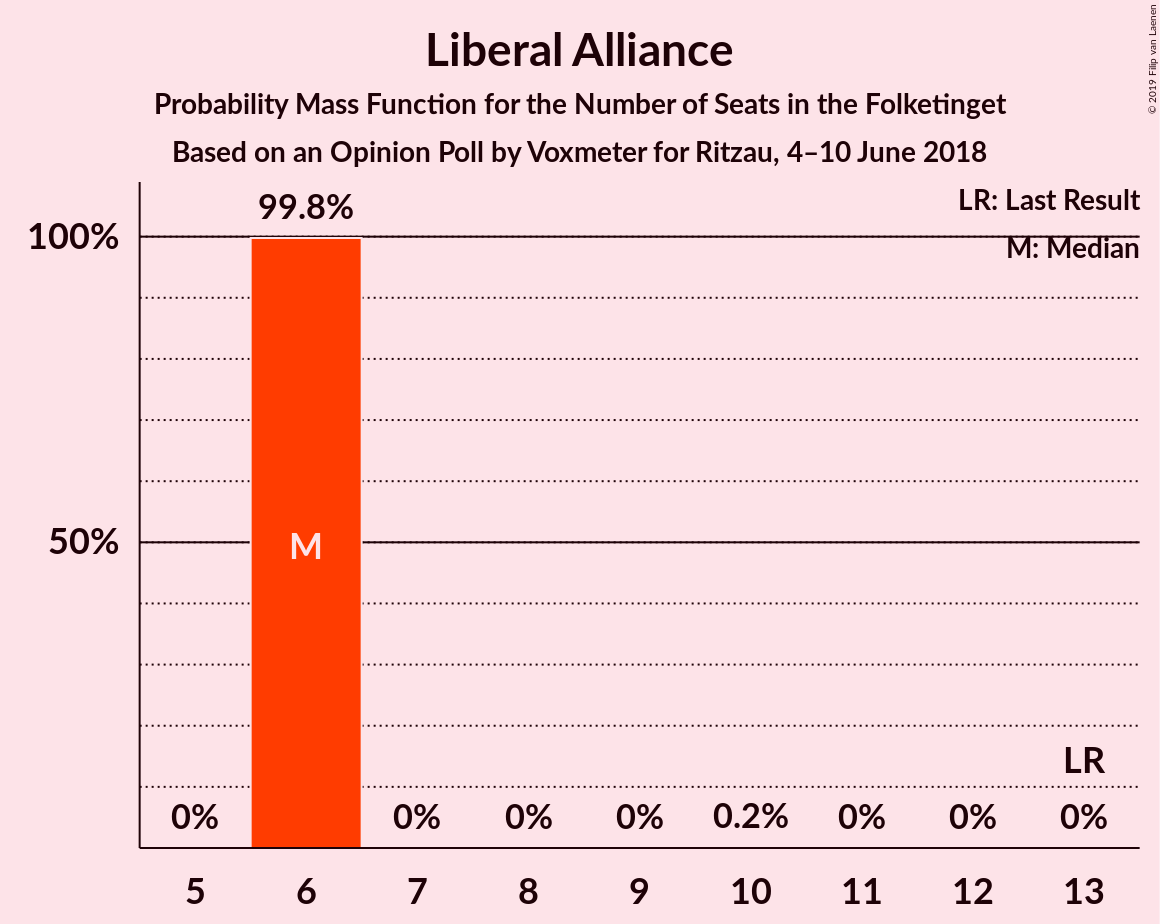 Liberal Alliance
Probability Mass Function for the Number of Seats in the Folketinget
Based on an Opinion Poll by Voxmeter for Ritzau, 4–10 June 2018
© 2019 Filip van Laenen
LR: Last Result
M: Median
99.8%
100%
50%
M
LR
0% 0% 0% 0% 0.2% 0% 0% 0%
5 6 7 8 9 10 11 12 13